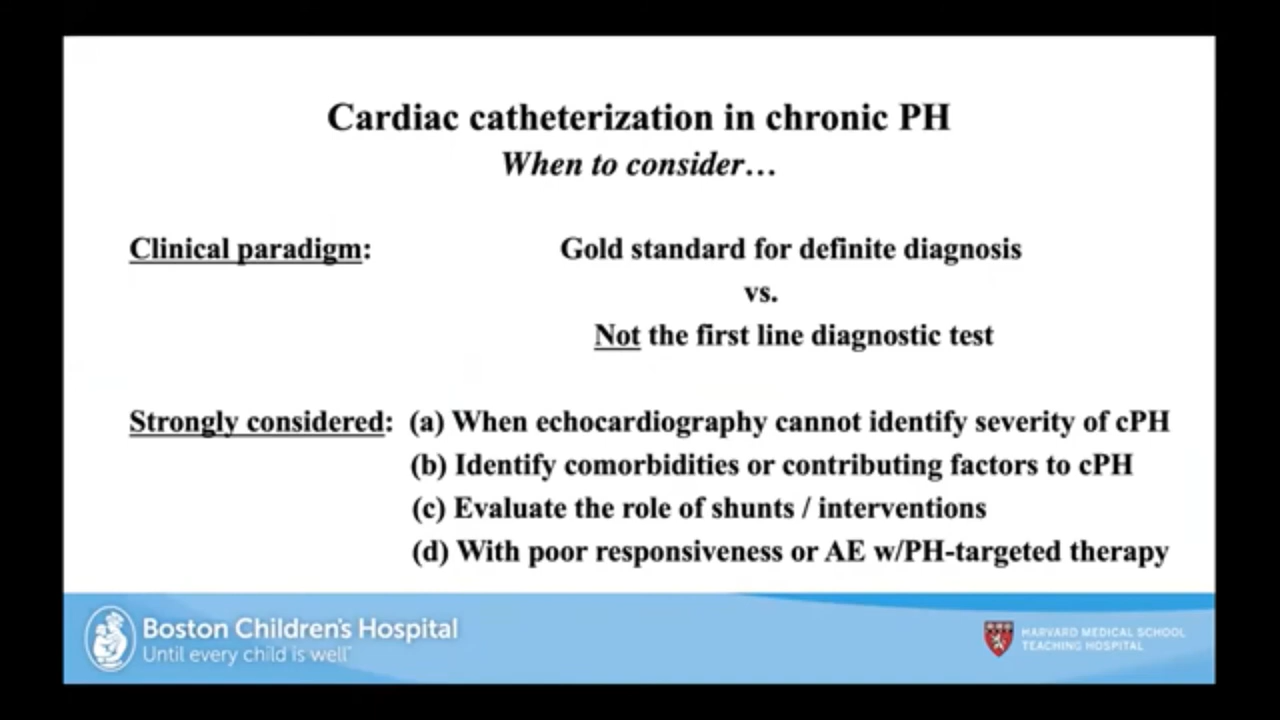 Cardiac catheterization in chronic PH
When to consider…
Clinical paradigm: Gold standard for definite diagnosis
vs.
Not the first line diagnostic test
Strongly considered: (a) When echocardiography cannot identify severity of cPH
(b) Identify comorbidities or contributing factors to cPH
(c) Evaluate the role of shunts / interventions
(d) With poor responsiveness or AE w/PH-targeted therapy
Boston Children's Hospital
Until every child is well™
HARVARD MEDICAL SCHOOL
TEACHING HOSPITAL